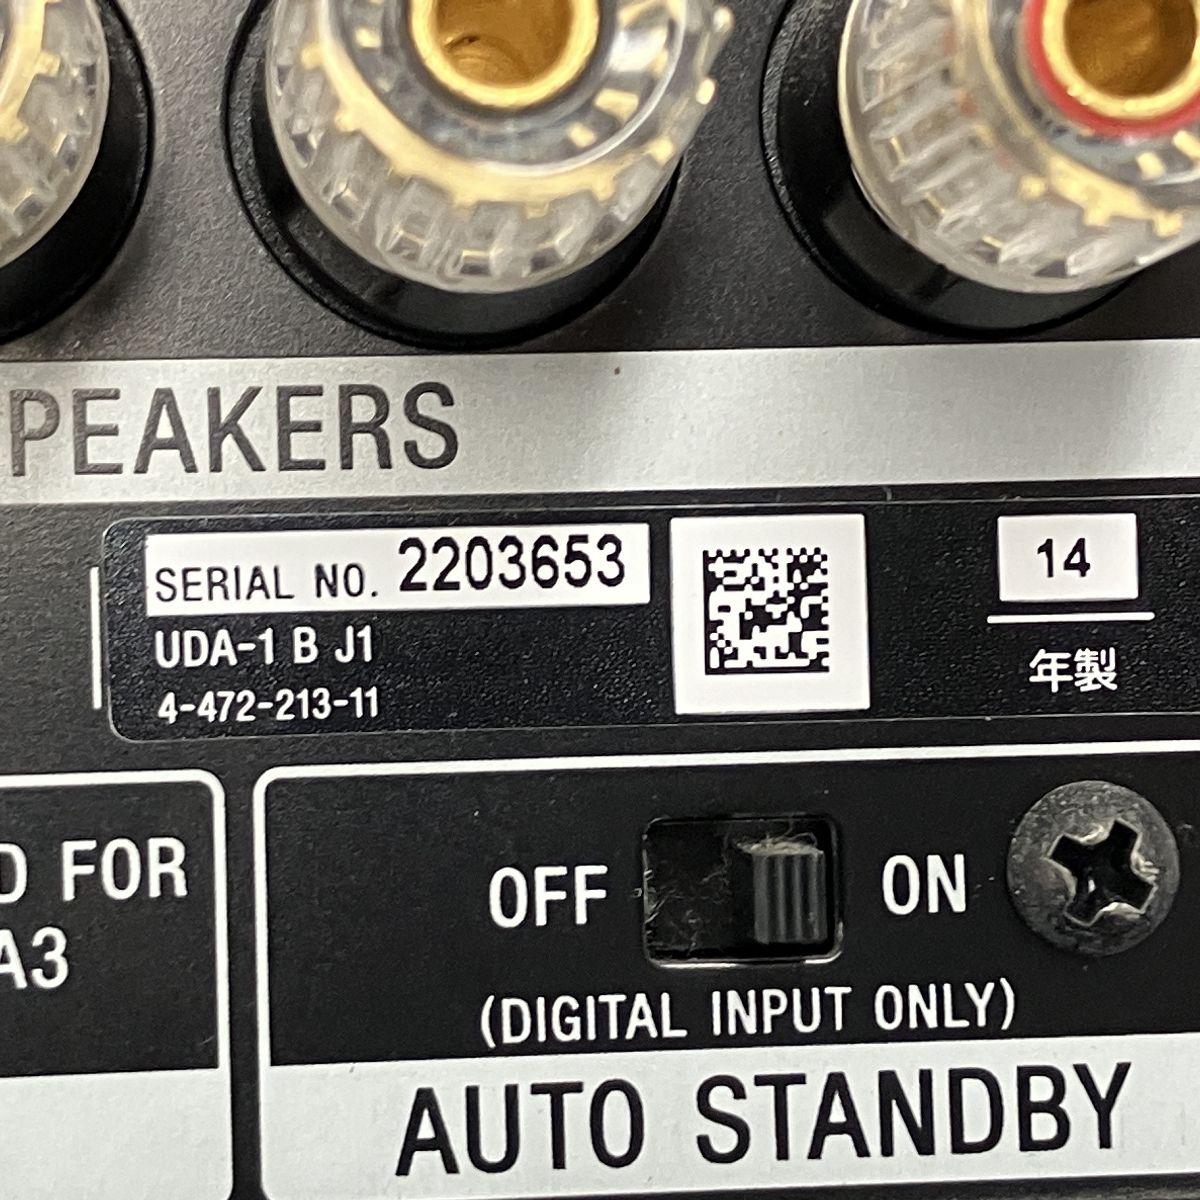 SPEAKERS
SERIAL NO. 2203653
UDA-1 B J1
4-472-213-11
14
年製
D FOR
A3
OFF ON
(DIGITAL INPUT ONLY)
AUTO STANDBY